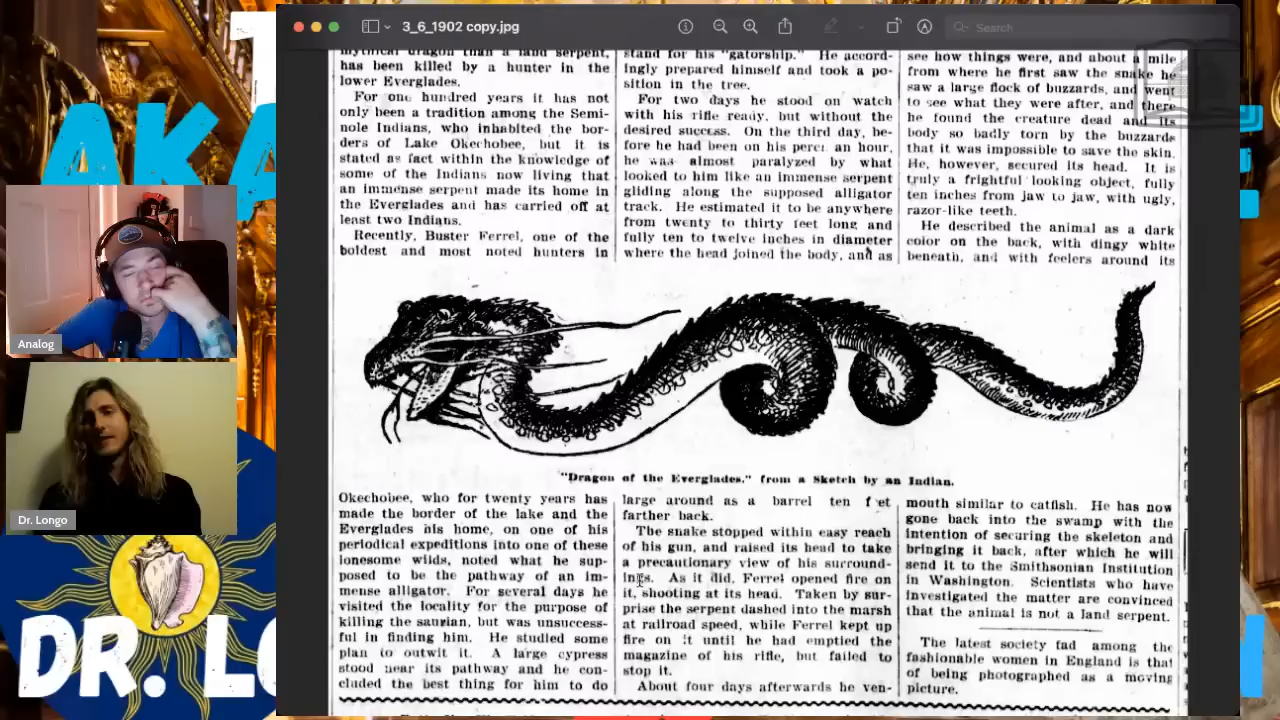 3_6_1902 copy.jpg
Search
AKA
Analog
Dr. Longo
DR. LO
mythical dragon than a land serpent,
has been killed by a hunter in the
lower Everglades.
For one hundred years it has not
only been a tradition among the Semi-
nole Indians, who inhabited the bor-
ders of Lake Okechobee, but it is
stated as fact within the knowledge of
some of the Indians now living that
an immense serpent made its home in
the Everglades and has carried off at
least two Indians.
Recently, Buster Ferrel, one of the
boldest and most noted hunters in
stand for his "gatorship." He accord-
ingly prepared himself and took a po-
sition in the tree.
For two days he stood on watch
with his rifle ready, but without the
desired success. On the third day, be-
fore he had been on his perch an hour,
he was almost paralyzed by what
looked to him like an immense serpent
gliding along the supposed alligator
track. He estimated it to be anywhere
from twenty to thirty feet long and
fully ten to twelve inches in diameter
where the head joined the body, and as
see how things were, and about a mile
from where he first saw the snake he
saw a large flock of buzzards, and went
to see what they were after, and there
he found the creature dead and its
body so badly torn by the buzzards
that it was impossible to save the skin.
He, however, secured its head. It is
truly a frightful looking object, fully
ten inches from jaw to jaw, with ugly,
razor-like teeth.
He described the animal as a dark
color on the back, with dingy white
beneath, and with feelers around its
"Dragon of the Everglades," from a Sketch by an Indian.
Okechobee, who for twenty years has
made the border of the lake and the
Everglades his home, on one of his
periodical expeditions into one of these
lonesome wilds, noted what he sup-
posed to be the pathway of an im-
mense alligator. For several days he
visited the locality for the purpose of
killing the saurian, but was unsuccess-
ful in finding him. He studied some
plan to outwit it. A large cypress
stood near its pathway and he con-
cluded the best thing for him to do
large around as a barrel ten feet
farther back.
The snake stopped within easy reach
of his gun, and raised its head to take
a precautionary view of his surround-
ings. As it did, Ferrel opened fire on
it, shooting at its head. Taken by sur-
prise the serpent dashed into the marsh
at railroad speed, while Ferrel kept up
fire on it until he had emptied the
magazine of his rifle, but failed to
stop it.
About four days afterwards he ven-
mouth similar to catfish. He has now
gone back into the swamp with the
intention of securing the skeleton and
bringing it back, after which he will
send it to the Smithsonian Institution
in Washington. Scientists who have
investigated the matter are convinced
that the animal is not a land serpent.
The latest society fad among the
fashionable women in England is that
of being photographed as a moving
picture.